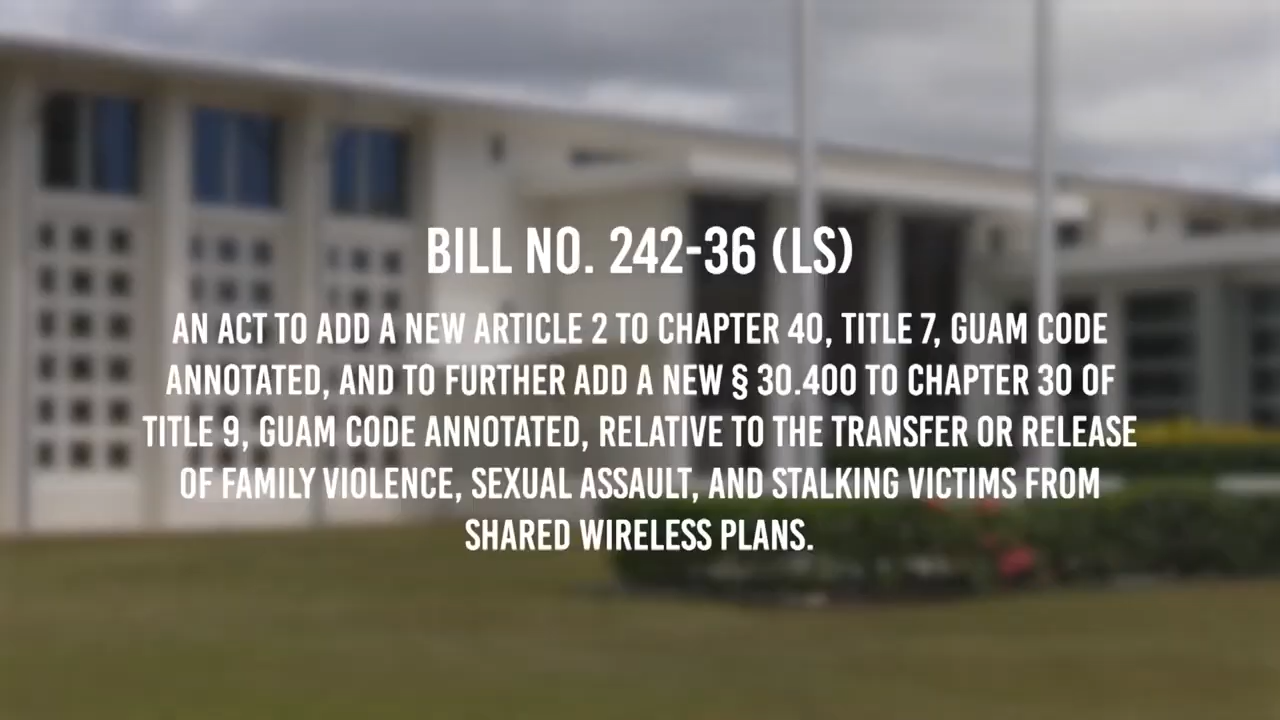 BILL NO. 242-36 (LS)
AN ACT TO ADD A NEW ARTICLE 2 TO CHAPTER 40, TITLE 7, GUAM CODE
ANNOTATED, AND TO FURTHER ADD A NEW § 30.400 TO CHAPTER 30 OF
TITLE 9, GUAM CODE ANNOTATED, RELATIVE TO THE TRANSFER OR RELEASE
OF FAMILY VIOLENCE, SEXUAL ASSAULT, AND STALKING VICTIMS FROM
SHARED WIRELESS PLANS.